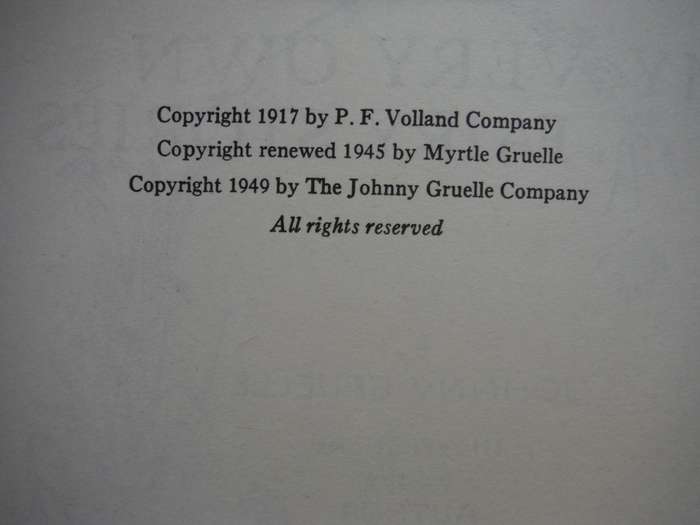 Copyright 1917 by P. F. Volland Company
Copyright renewed 1945 by Myrtle Gruelle
Copyright 1949 by The Johnny Gruelle Company
All rights reserved